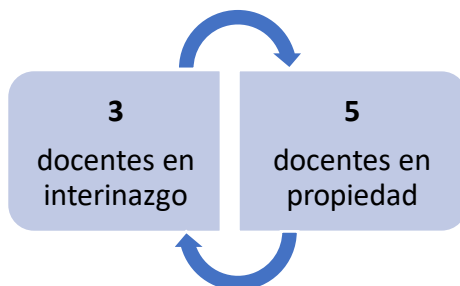 3
docentes en
interinazgo
5
docentes en
propiedad